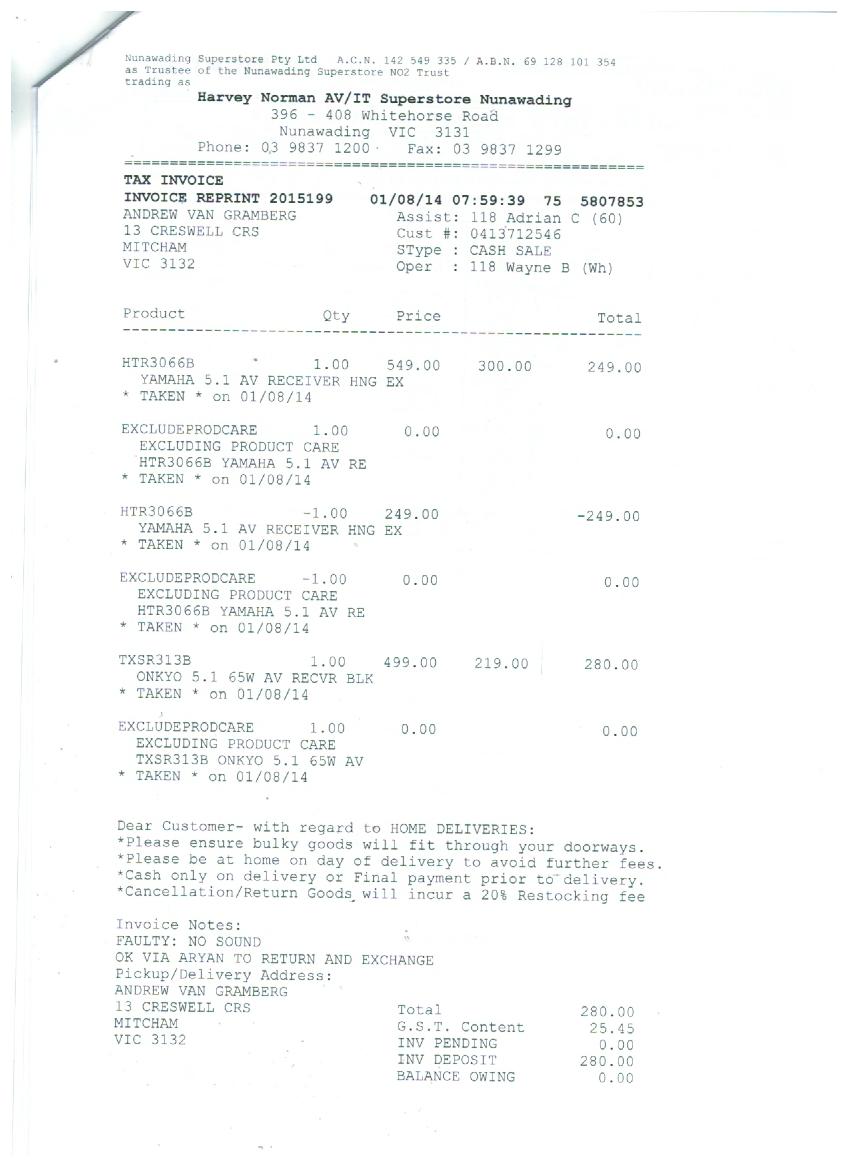 Nunawading Superstore Pty Ltd   A.C.N. 142 549 335 / A.B.N. 69 128 101 354
as Trustee of the Nunawading Superstore NO2 Trust
trading as
Harvey Norman AV/IT Superstore Nunawading
396 - 408 Whitehorse Road
Nunawading  VIC  3131
Phone: 03 9837 1200   Fax: 03 9837 1299
TAX INVOICE
INVOICE REPRINT 2015199   01/08/14 07:59:39  75  5807853
ANDREW VAN GRAMBERG   Assist: 118 Adrian C (60)
13 CRESWELL CRS   Cust #: 0413712546
MITCHAM   SType : CASH SALE
VIC 3132   Oper  : 118 Wayne B (Wh)
Product   Qty   Price   Total
HTR3066B   1.00   549.00   300.00   249.00
YAMAHA 5.1 AV RECEIVER HNG EX
* TAKEN * on 01/08/14
EXCLUDEPRODCARE   1.00   0.00   0.00
EXCLUDING PRODUCT CARE
HTR3066B YAMAHA 5.1 AV RE
* TAKEN * on 01/08/14
HTR3066B   -1.00   249.00   -249.00
YAMAHA 5.1 AV RECEIVER HNG EX
* TAKEN * on 01/08/14
EXCLUDEPRODCARE   -1.00   0.00   0.00
EXCLUDING PRODUCT CARE
HTR3066B YAMAHA 5.1 AV RE
* TAKEN * on 01/08/14
TXSR313B   1.00   499.00   219.00   280.00
ONKYO 5.1 65W AV RECVR BLK
* TAKEN * on 01/08/14
EXCLUDEPRODCARE   1.00   0.00   0.00
EXCLUDING PRODUCT CARE
TXSR313B ONKYO 5.1 65W AV
* TAKEN * on 01/08/14
Dear Customer- with regard to HOME DELIVERIES:
*Please ensure bulky goods will fit through your doorways.
*Please be at home on day of delivery to avoid further fees.
*Cash only on delivery or Final payment prior to delivery.
*Cancellation/Return Goods will incur a 20% Restocking fee
Invoice Notes:
FAULTY: NO SOUND
OK VIA ARYAN TO RETURN AND EXCHANGE
Pickup/Delivery Address:
ANDREW VAN GRAMBERG
13 CRESWELL CRS   Total   280.00
MITCHAM   G.S.T. Content   25.45
VIC 3132   INV PENDING   0.00
INV DEPOSIT   280.00
BALANCE OWING   0.00